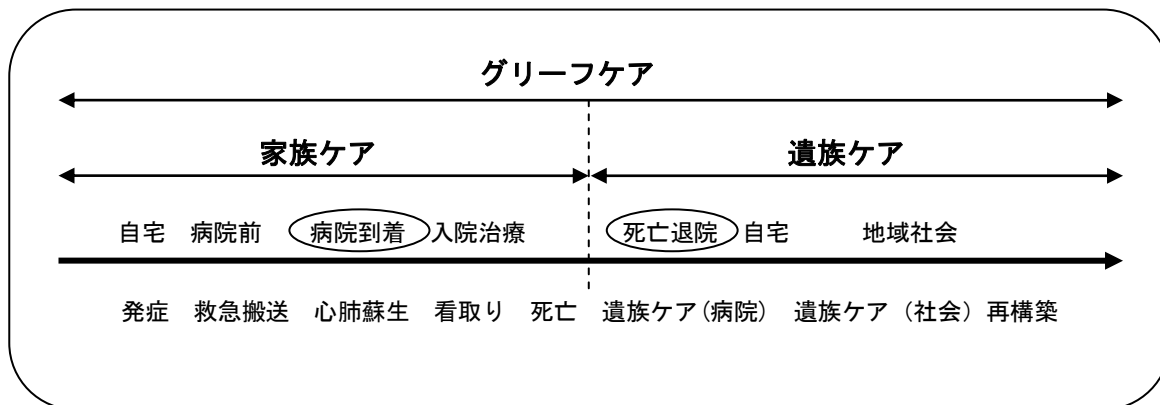 グリーフケア
家族ケア 遺族ケア
自宅 病院前 病院到着 入院治療 死亡退院 自宅 地域社会
発症 救急搬送 心肺蘇生 看取り 死亡 遺族ケア(病院) 遺族ケア(社会) 再構築